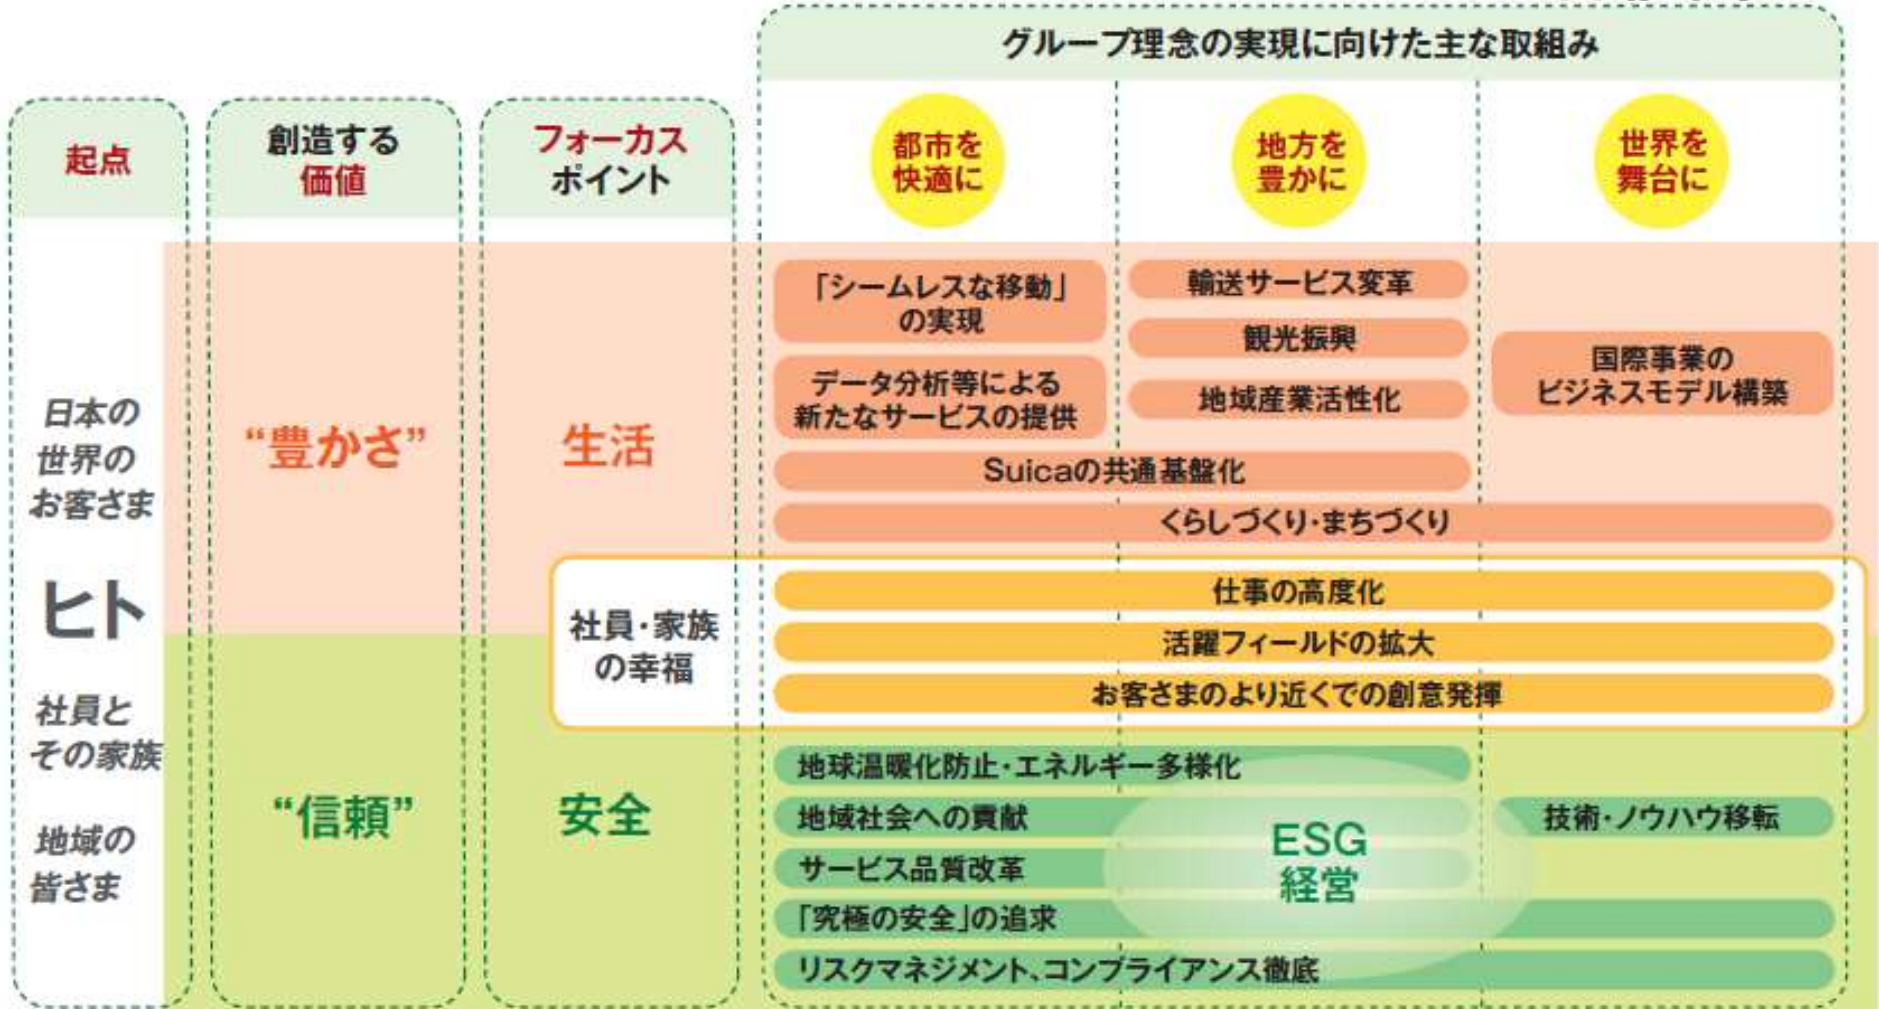 グループ理念の実現に向けた主な取組み
起点
創造する
価値
フォーカス
ポイント
都市を
快適に
地方を
豊かに
世界を
舞台に
日本の
世界の
お客さま
ヒト
社員と
その家族
地域の
皆さま
“豊かさ”
“信頼”
生活
社員・家族
の幸福
安全
「シームレスな移動」
の実現
データ分析等による
新たなサービスの提供
輸送サービス変革
観光振興
地域産業活性化
国際事業の
ビジネスモデル構築
Suicaの共通基盤化
くらしづくり・まちづくり
仕事の高度化
活躍フィールドの拡大
お客さまのより近くでの創意発揮
地球温暖化防止・エネルギー多様化
地域社会への貢献
サービス品質改革
「究極の安全」の追求
リスクマネジメント、コンプライアンス徹底
ESG
経営
技術・ノウハウ移転